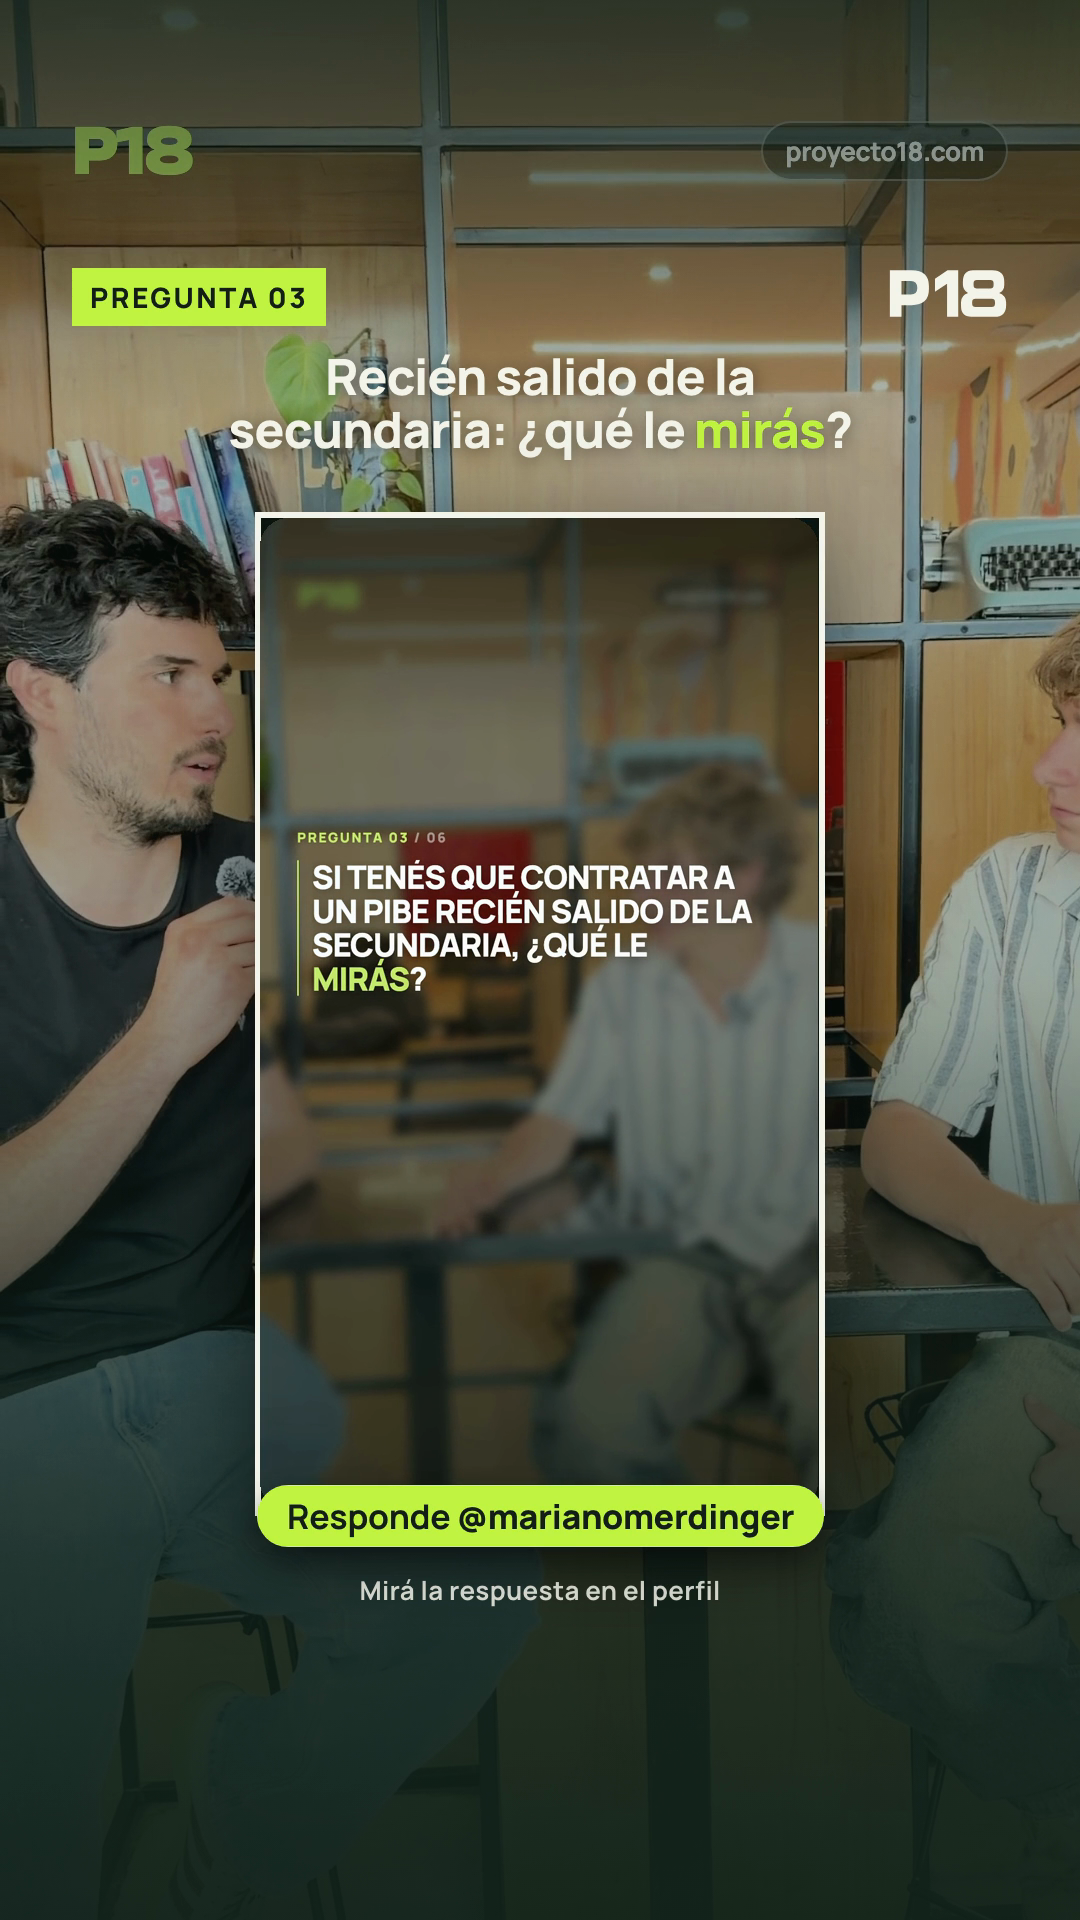 P18
proyecto18.com
PREGUNTA 03
P18
Recién salido de la
secundaria: ¿qué le mirás?
PREGUNTA 03 / 06
SI TENÉS QUE CONTRATAR A
UN PIBE RECIÉN SALIDO DE LA
SECUNDARIA, ¿QUÉ LE
MIRÁS?
Responde @marianomerdinger
Mirá la respuesta en el perfil